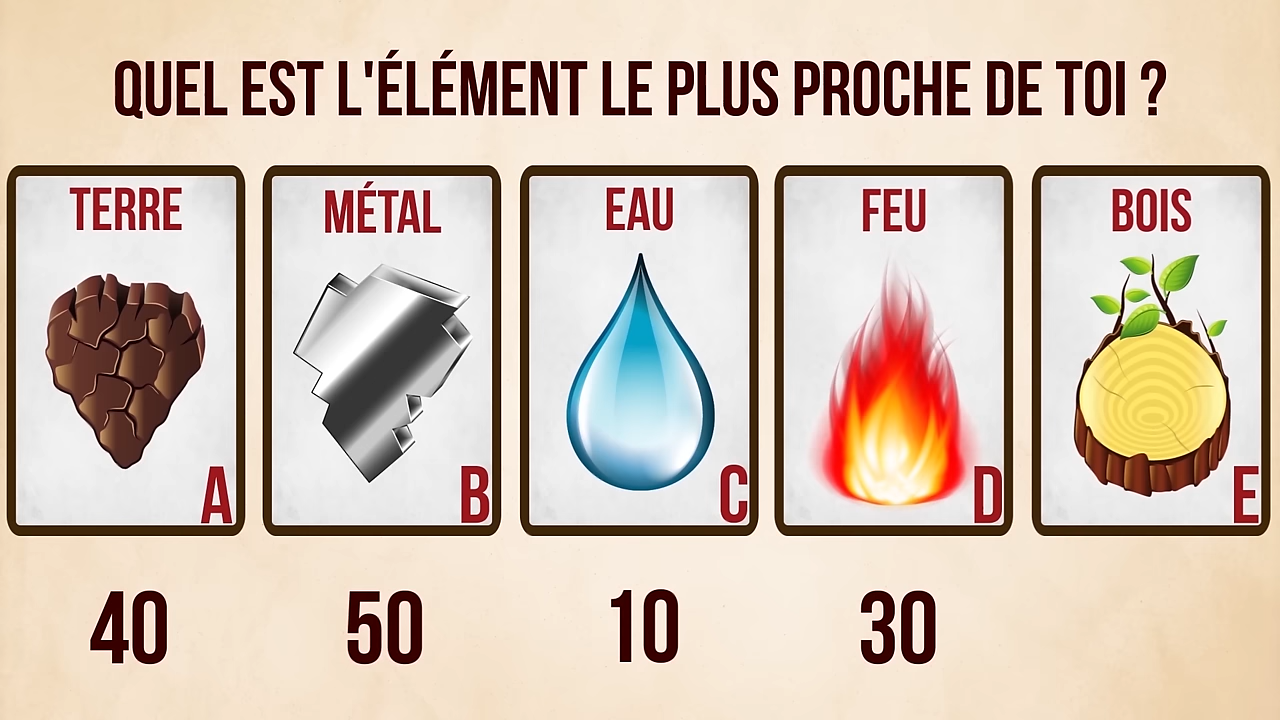 QUEL EST L'ÉLÉMENT LE PLUS PROCHE DE TOI ?
TERRE
A
MÉTAL
B
EAU
C
FEU
D
BOIS
E
40
50
10
30